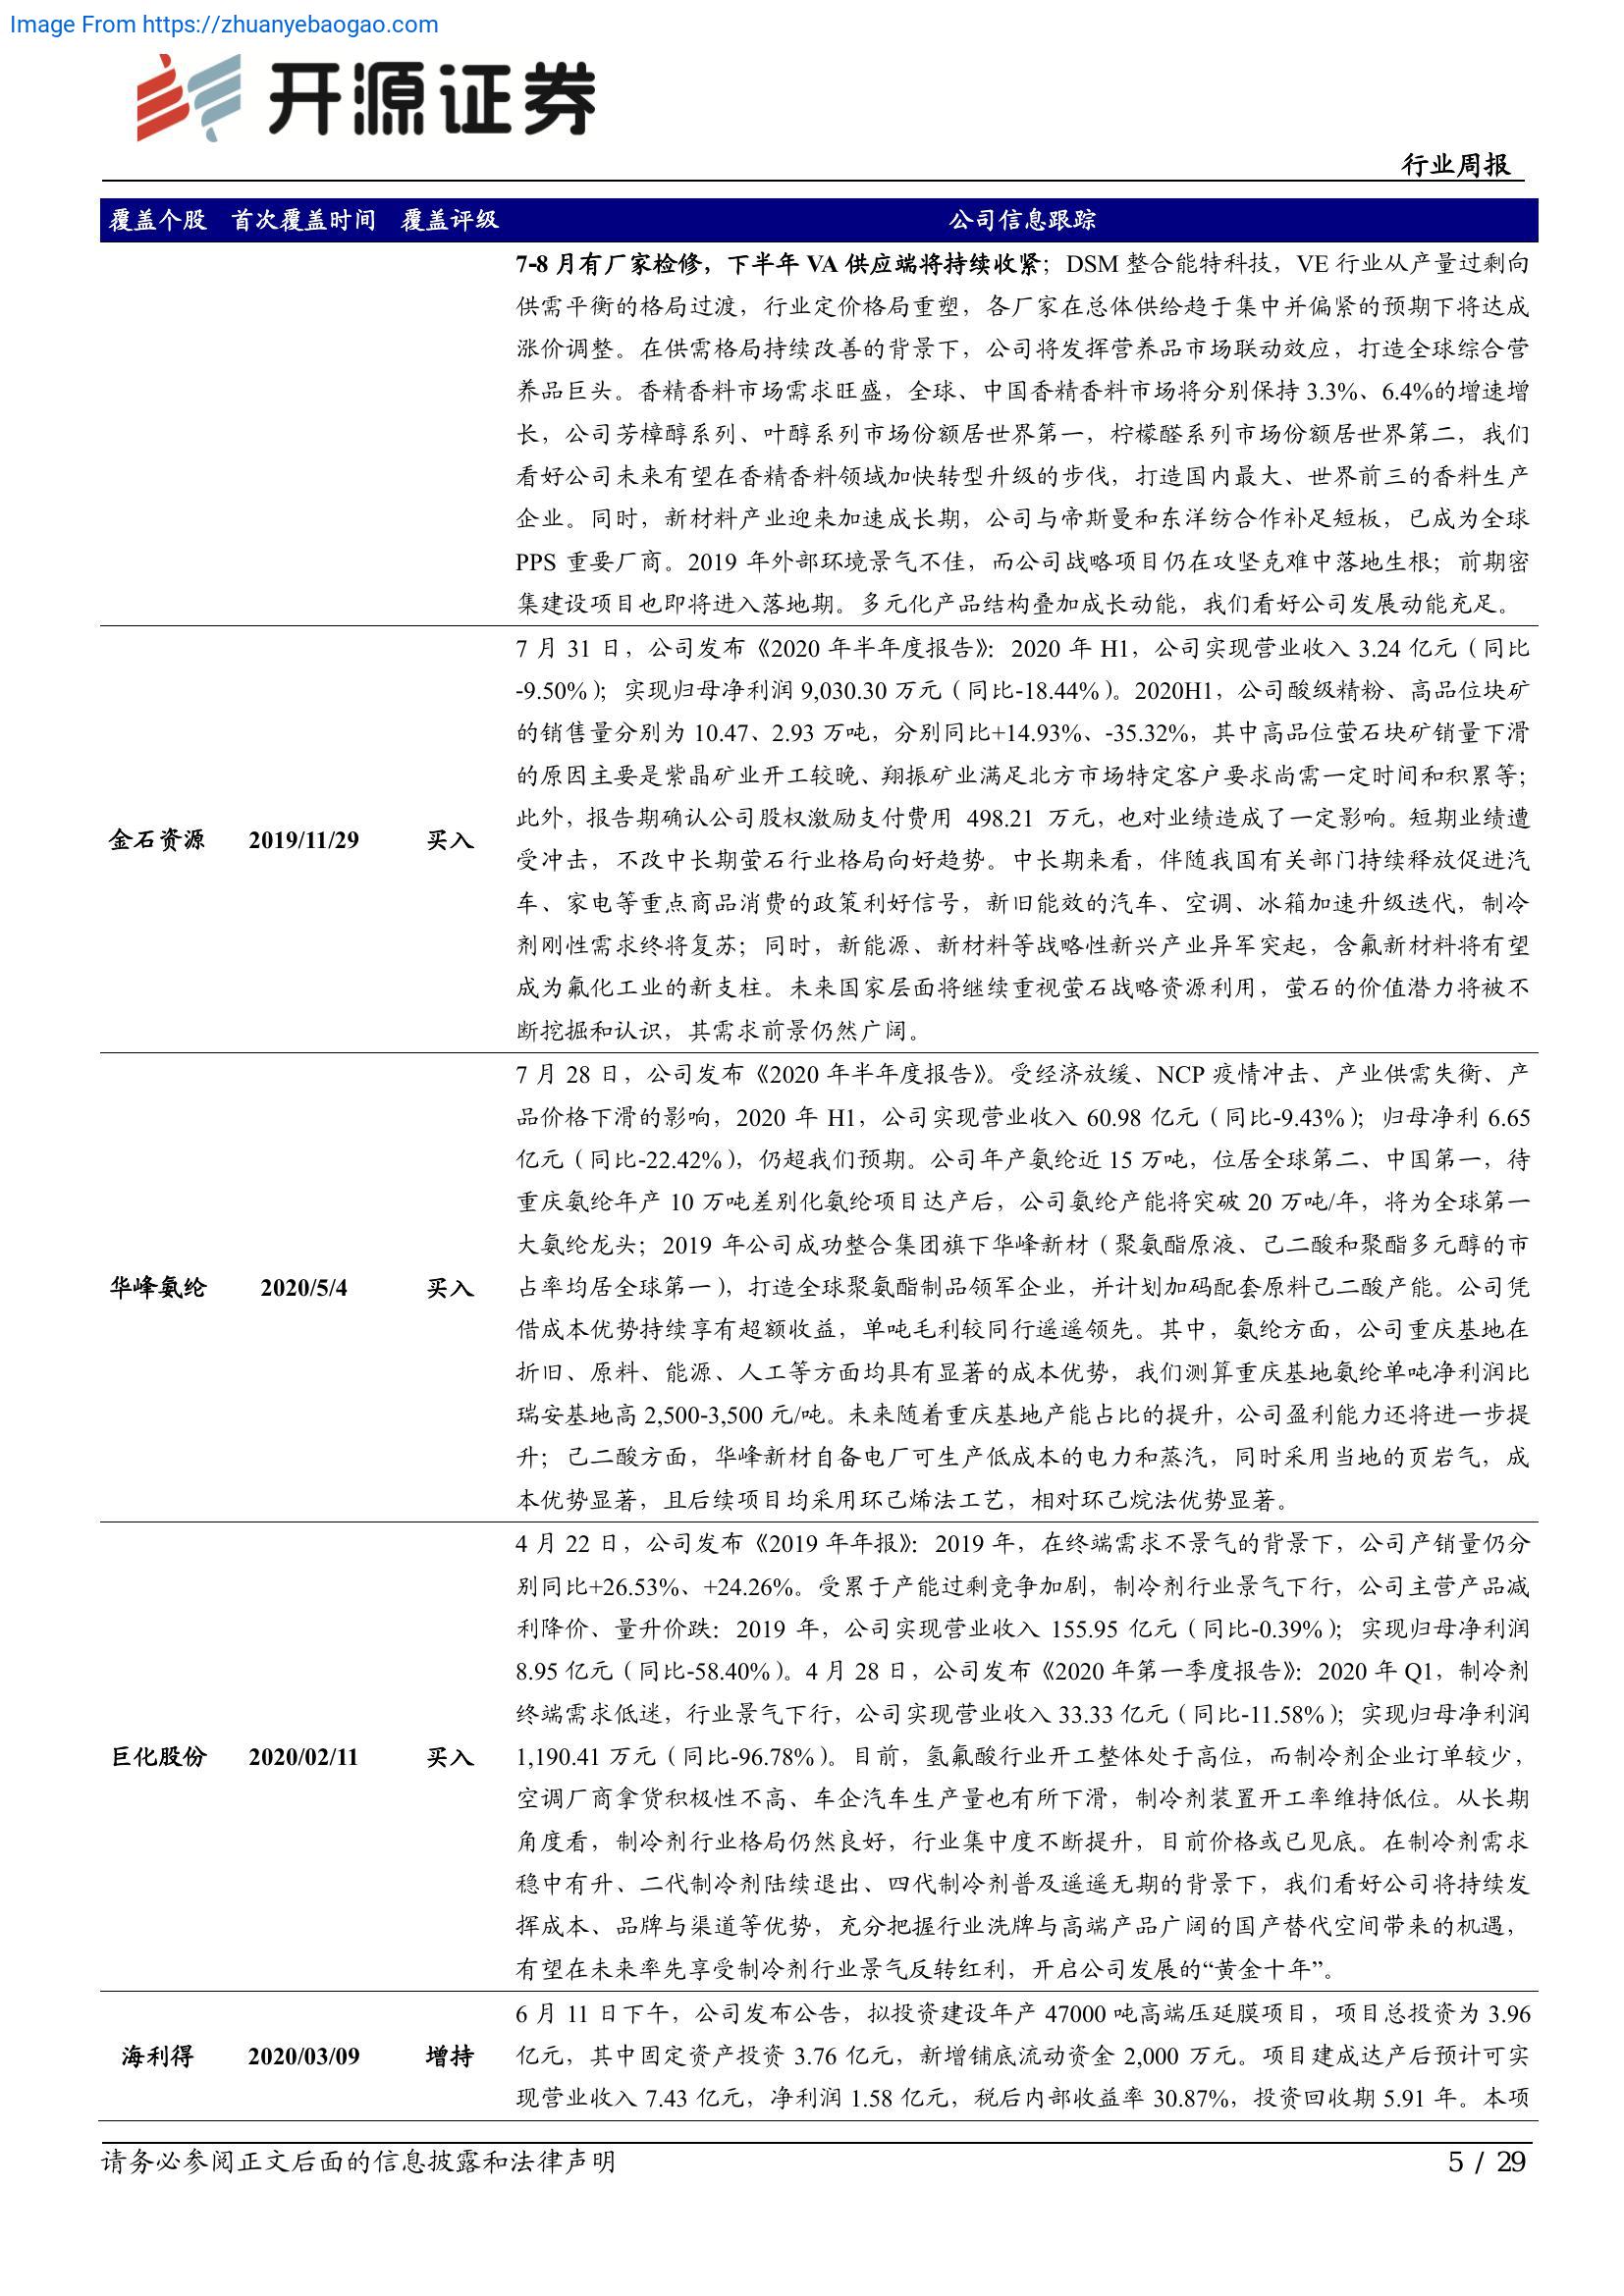 Image From https://zhuanyebaogao.com
开源证券
行业周报
覆盖个股 首次覆盖时间 覆盖评级 公司信息跟踪
7-8 月有厂家检修，下半年 VA 供应端将持续收紧；DSM 整合能特科技，VE 行业从产量过剩向
供需平衡的格局过渡，行业定价格局重塑，各厂家在总体供给趋于集中并偏紧的预期下将达成
涨价调整。在供需格局持续改善的背景下，公司将发挥营养品市场联动效应，打造全球综合营
养品巨头。香精香料市场需求旺盛，全球、中国香精香料市场将分别保持 3.3%、6.4%的增速增
长，公司芳樟醇系列、叶醇系列市场份额居世界第一，柠檬醛系列市场份额居世界第二，我们
看好公司未来有望在香精香料领域加快转型升级的步伐，打造国内最大、世界前三的香料生产
企业。同时，新材料产业迎来加速成长期，公司与帝斯曼和东洋纺合作补足短板，已成为全球
PPS 重要厂商。2019 年外部环境景气不佳，而公司战略项目仍在攻坚克难中落地生根；前期密
集建设项目也即将进入落地期。多元化产品结构叠加成长动能，我们看好公司发展动能充足。
7 月 31 日，公司发布《2020 年半年度报告》：2020 年 H1，公司实现营业收入 3.24 亿元（同比
-9.50%）；实现归母净利润 9,030.30 万元（同比-18.44%）。2020H1，公司酸级精粉、高品位块矿
的销售量分别为 10.47、2.93 万吨，分别同比+14.93%、-35.32%，其中高品位萤石块矿销量下滑
的原因主要是紫晶矿业开工较晚、翔振矿业满足北方市场特定客户要求尚需一定时间和积累等；
此外，报告期确认公司股权激励支付费用 498.21 万元，也对业绩造成了一定影响。短期业绩遭
金石资源 2019/11/29 买入
受冲击，不改中长期萤石行业格局向好趋势。中长期来看，伴随我国有关部门持续释放促进汽
车、家电等重点商品消费的政策利好信号，新旧能效的汽车、空调、冰箱加速升级迭代，制冷
剂刚性需求终将复苏；同时，新能源、新材料等战略性新兴产业异军突起，含氟新材料将有望
成为氟化工业的新支柱。未来国家层面将继续重视萤石战略资源利用，萤石的价值潜力将被不
断挖掘和认识，其需求前景仍然广阔。
7 月 28 日，公司发布《2020 年半年度报告》。受经济放缓、NCP 疫情冲击、产业供需失衡、产
品价格下滑的影响，2020 年 H1，公司实现营业收入 60.98 亿元（同比-9.43%）；归母净利 6.65
亿元（同比-22.42%），仍超我们预期。公司年产氨纶近 15 万吨，位居全球第二、中国第一，待
重庆氨纶年产 10 万吨差别化氨纶项目达产后，公司氨纶产能将突破 20 万吨/年，将为全球第一
大氨纶龙头；2019 年公司成功整合集团旗下华峰新材（聚氨酯原液、己二酸和聚酯多元醇的市
华峰氨纶 2020/5/4 买入 占率均居全球第一），打造全球聚氨酯制品领军企业，并计划加码配套原料己二酸产能。公司凭
借成本优势持续享有超额收益，单吨毛利较同行遥遥领先。其中，氨纶方面，公司重庆基地在
折旧、原料、能源、人工等方面均具有显著的成本优势，我们测算重庆基地氨纶单吨净利润比
瑞安基地高 2,500-3,500 元/吨。未来随着重庆基地产能占比的提升，公司盈利能力还将进一步提
升；己二酸方面，华峰新材自备电厂可生产低成本的电力和蒸汽，同时采用当地的页岩气，成
本优势显著，且后续项目均采用环己烯法工艺，相对环己烷法优势显著。
4 月 22 日，公司发布《2019 年年报》：2019 年，在终端需求不景气的背景下，公司产销量仍分
别同比+26.53%、+24.26%。受累于产能过剩竞争加剧，制冷剂行业景气下行，公司主营产品减
利降价、量升价跌：2019 年，公司实现营业收入 155.95 亿元（同比-0.39%）；实现归母净利润
8.95 亿元（同比-58.40%）。4 月 28 日，公司发布《2020 年第一季度报告》：2020 年 Q1，制冷剂
终端需求低迷，行业景气下行，公司实现营业收入 33.33 亿元（同比-11.58%）；实现归母净利润
巨化股份 2020/02/11 买入 1,190.41 万元（同比-96.78%）。目前，氢氟酸行业开工整体处于高位，而制冷剂企业订单较少，
空调厂商拿货积极性不高、车企汽车生产量也有所下滑，制冷剂装置开工率维持低位。从长期
角度看，制冷剂行业格局仍然良好，行业集中度不断提升，目前价格或已见底。在制冷剂需求
稳中有升、二代制冷剂陆续退出、四代制冷剂普及遥遥无期的背景下，我们看好公司将持续发
挥成本、品牌与渠道等优势，充分把握行业洗牌与高端产品广阔的国产替代空间带来的机遇，
有望在未来率先享受制冷剂行业景气反转红利，开启公司发展的“黄金十年”。
6 月 11 日下午，公司发布公告，拟投资建设年产 47000 吨高端压延膜项目，项目总投资为 3.96
海利得 2020/03/09 增持 亿元，其中固定资产投资 3.76 亿元，新增铺底流动资金 2,000 万元。项目建成达产后预计可实
现营业收入 7.43 亿元，净利润 1.58 亿元，税后内部收益率 30.87%，投资回收期 5.91 年。本项
请务必参阅正文后面的信息披露和法律声明 5 / 29